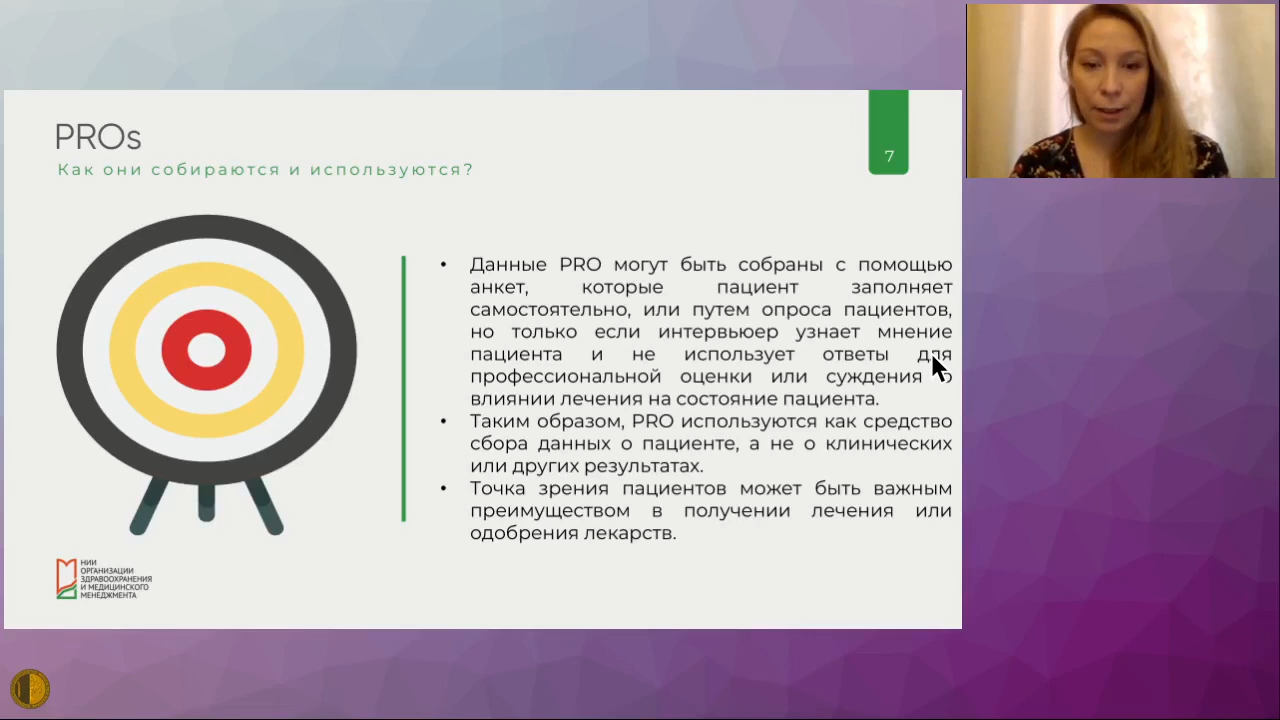 PROs
Как они собираются и используются?
7
• Данные PRO могут быть собраны с помощью
анкет, которые пациент заполняет
самостоятельно, или путем опроса пациентов,
но только если интервьюер узнает мнение
пациента и не использует ответы для
профессиональной оценки или суждения о
влиянии лечения на состояние пациента.
• Таким образом, PRO используются как средство
сбора данных о пациенте, а не о клинических
или других результатах.
• Точка зрения пациентов может быть важным
преимуществом в получении лечения или
одобрения лекарств.
НИИ
ОРГАНИЗАЦИИ
ЗДРАВООХРАНЕНИЯ
И МЕДИЦИНСКОГО
МЕНЕДЖМЕНТА